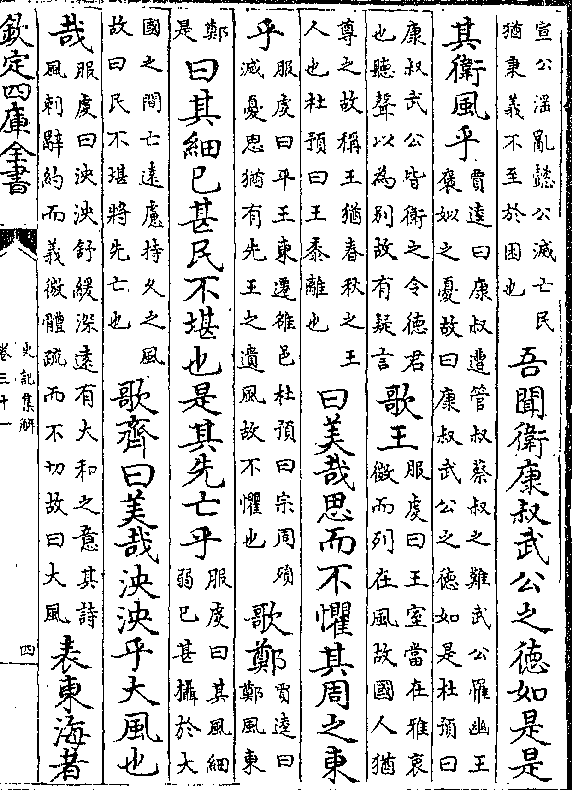 宣公滛亂懿公滅亡民猶秉義不至於困也吾聞衛康叔武公之德如是是
其衛風乎賈逵曰康叔遭管叔蔡叔之難武公罹幽王襃姒之憂故曰康叔武公之德如是杜預曰
康叔武公皆衛之令德君也聽聲以為別故有疑言歌王服虔曰王室當在雅衰微而列在風故國人猶
尊之故稱王猶春秋之王人也杜預曰王黍離也曰美哉思而不懼其周之東
乎服虔曰平王東遷雒邑杜預曰宗周殞滅憂思猶有先王之遺風故不懼也歌鄭賈逵曰鄭風東
鄭是曰其細已甚民不堪也是其先亡乎服虔曰其風細弱已甚攝於大
國之間亡遠慮持久之風故曰民不堪將先亡也歌齊曰美哉泱泱乎大風也
哉服虔曰泱泱舒緩深遠有大和之意其詩風刺辭約而義微體疏而不切故曰大風表東海者
欽定四庫全書
史記集解
卷三十一
四